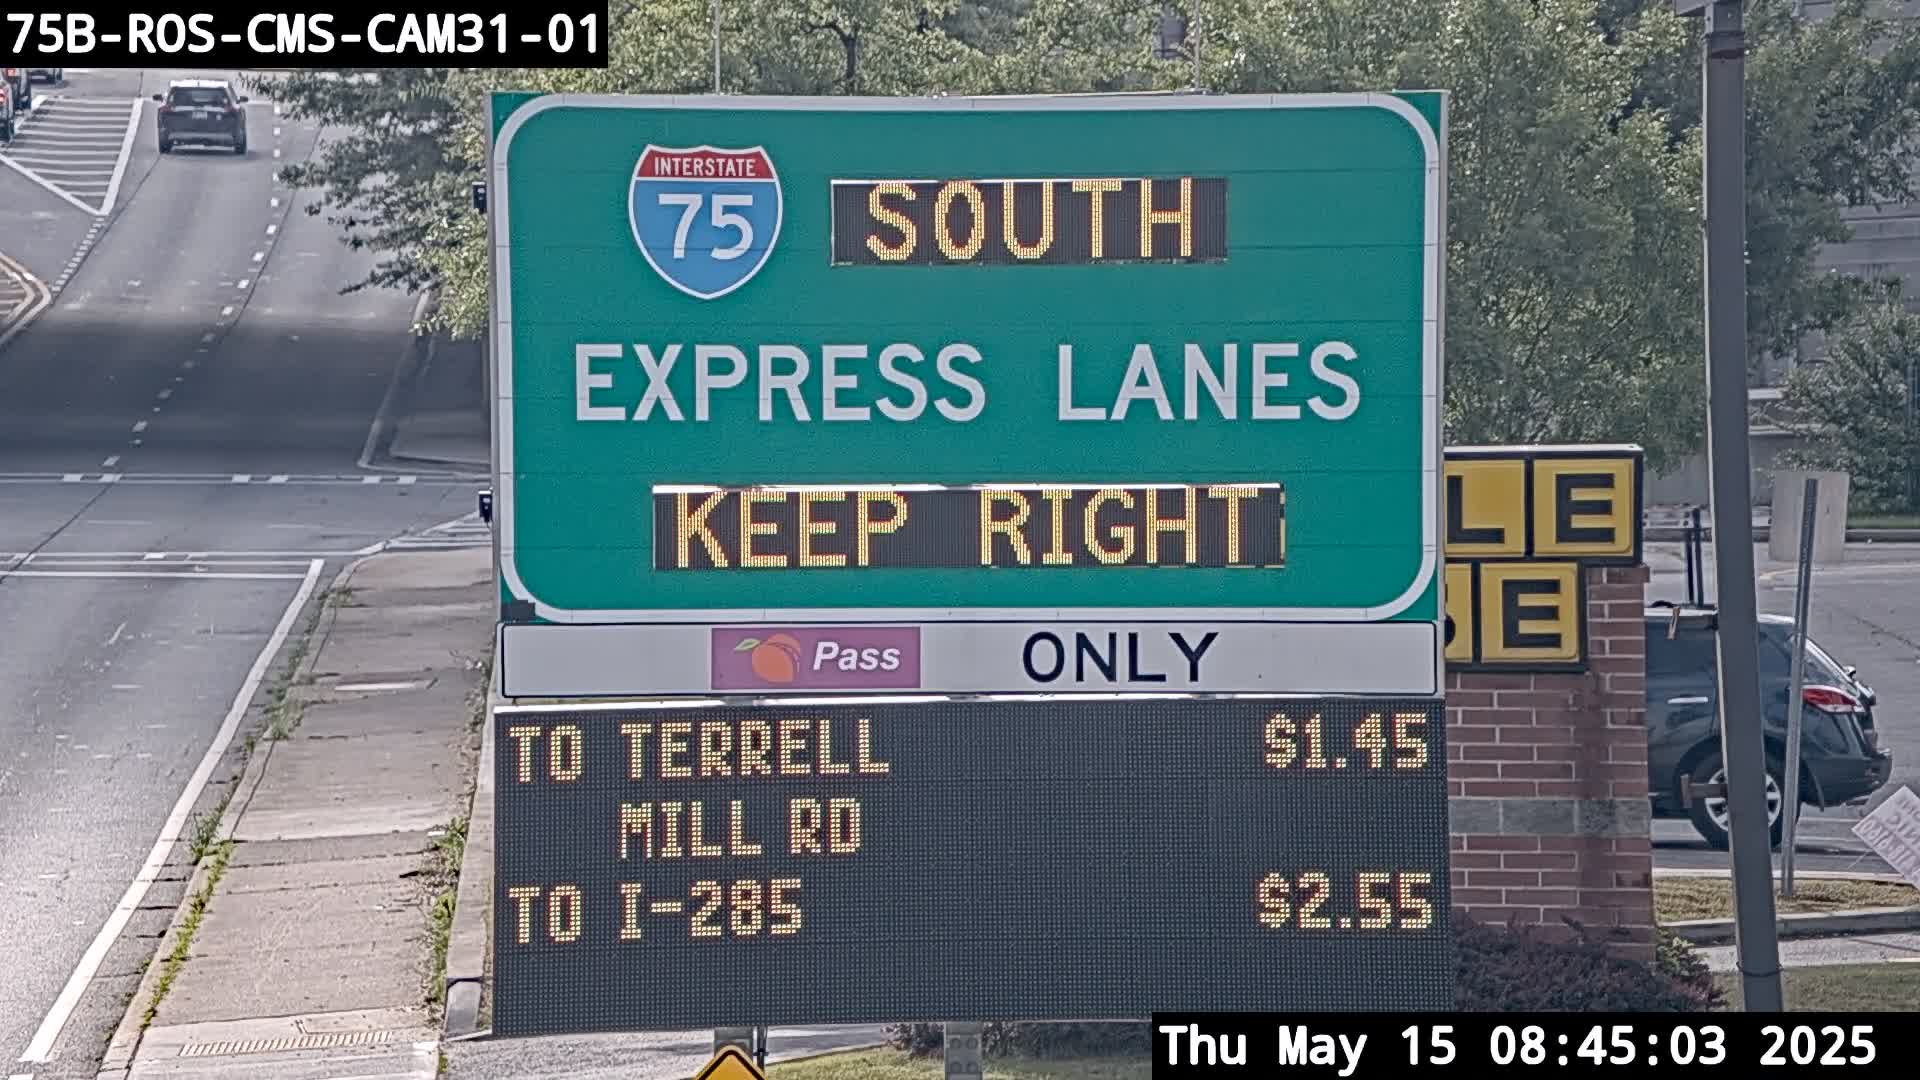 75B-ROS-CMS-CAM31-01
INTERSTATE
75
SOUTH
EXPRESS LANES
KEEP RIGHT
LE
E
Pass ONLY
TO TERRELL $1.45
MILL RD
TO I-285 $2.55
Thu May 15 08:45:03 2025